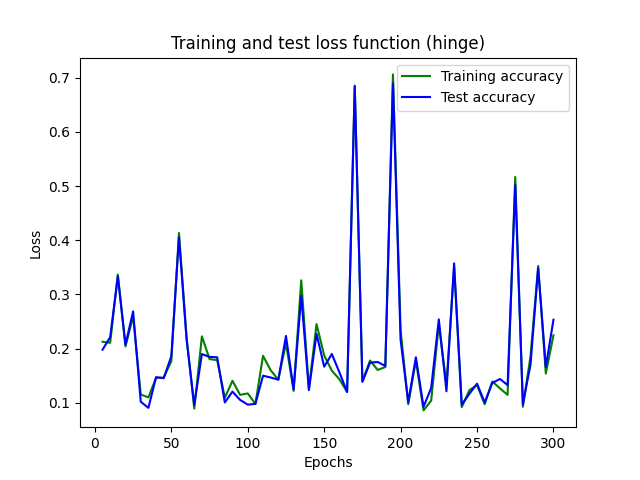 Training and test loss function (hinge)
Training accuracy
Test accuracy
0.7
0.6
0.5
0.4
0.3
0.2
0.1
Loss
0 50 100 150 200 250 300
Epochs